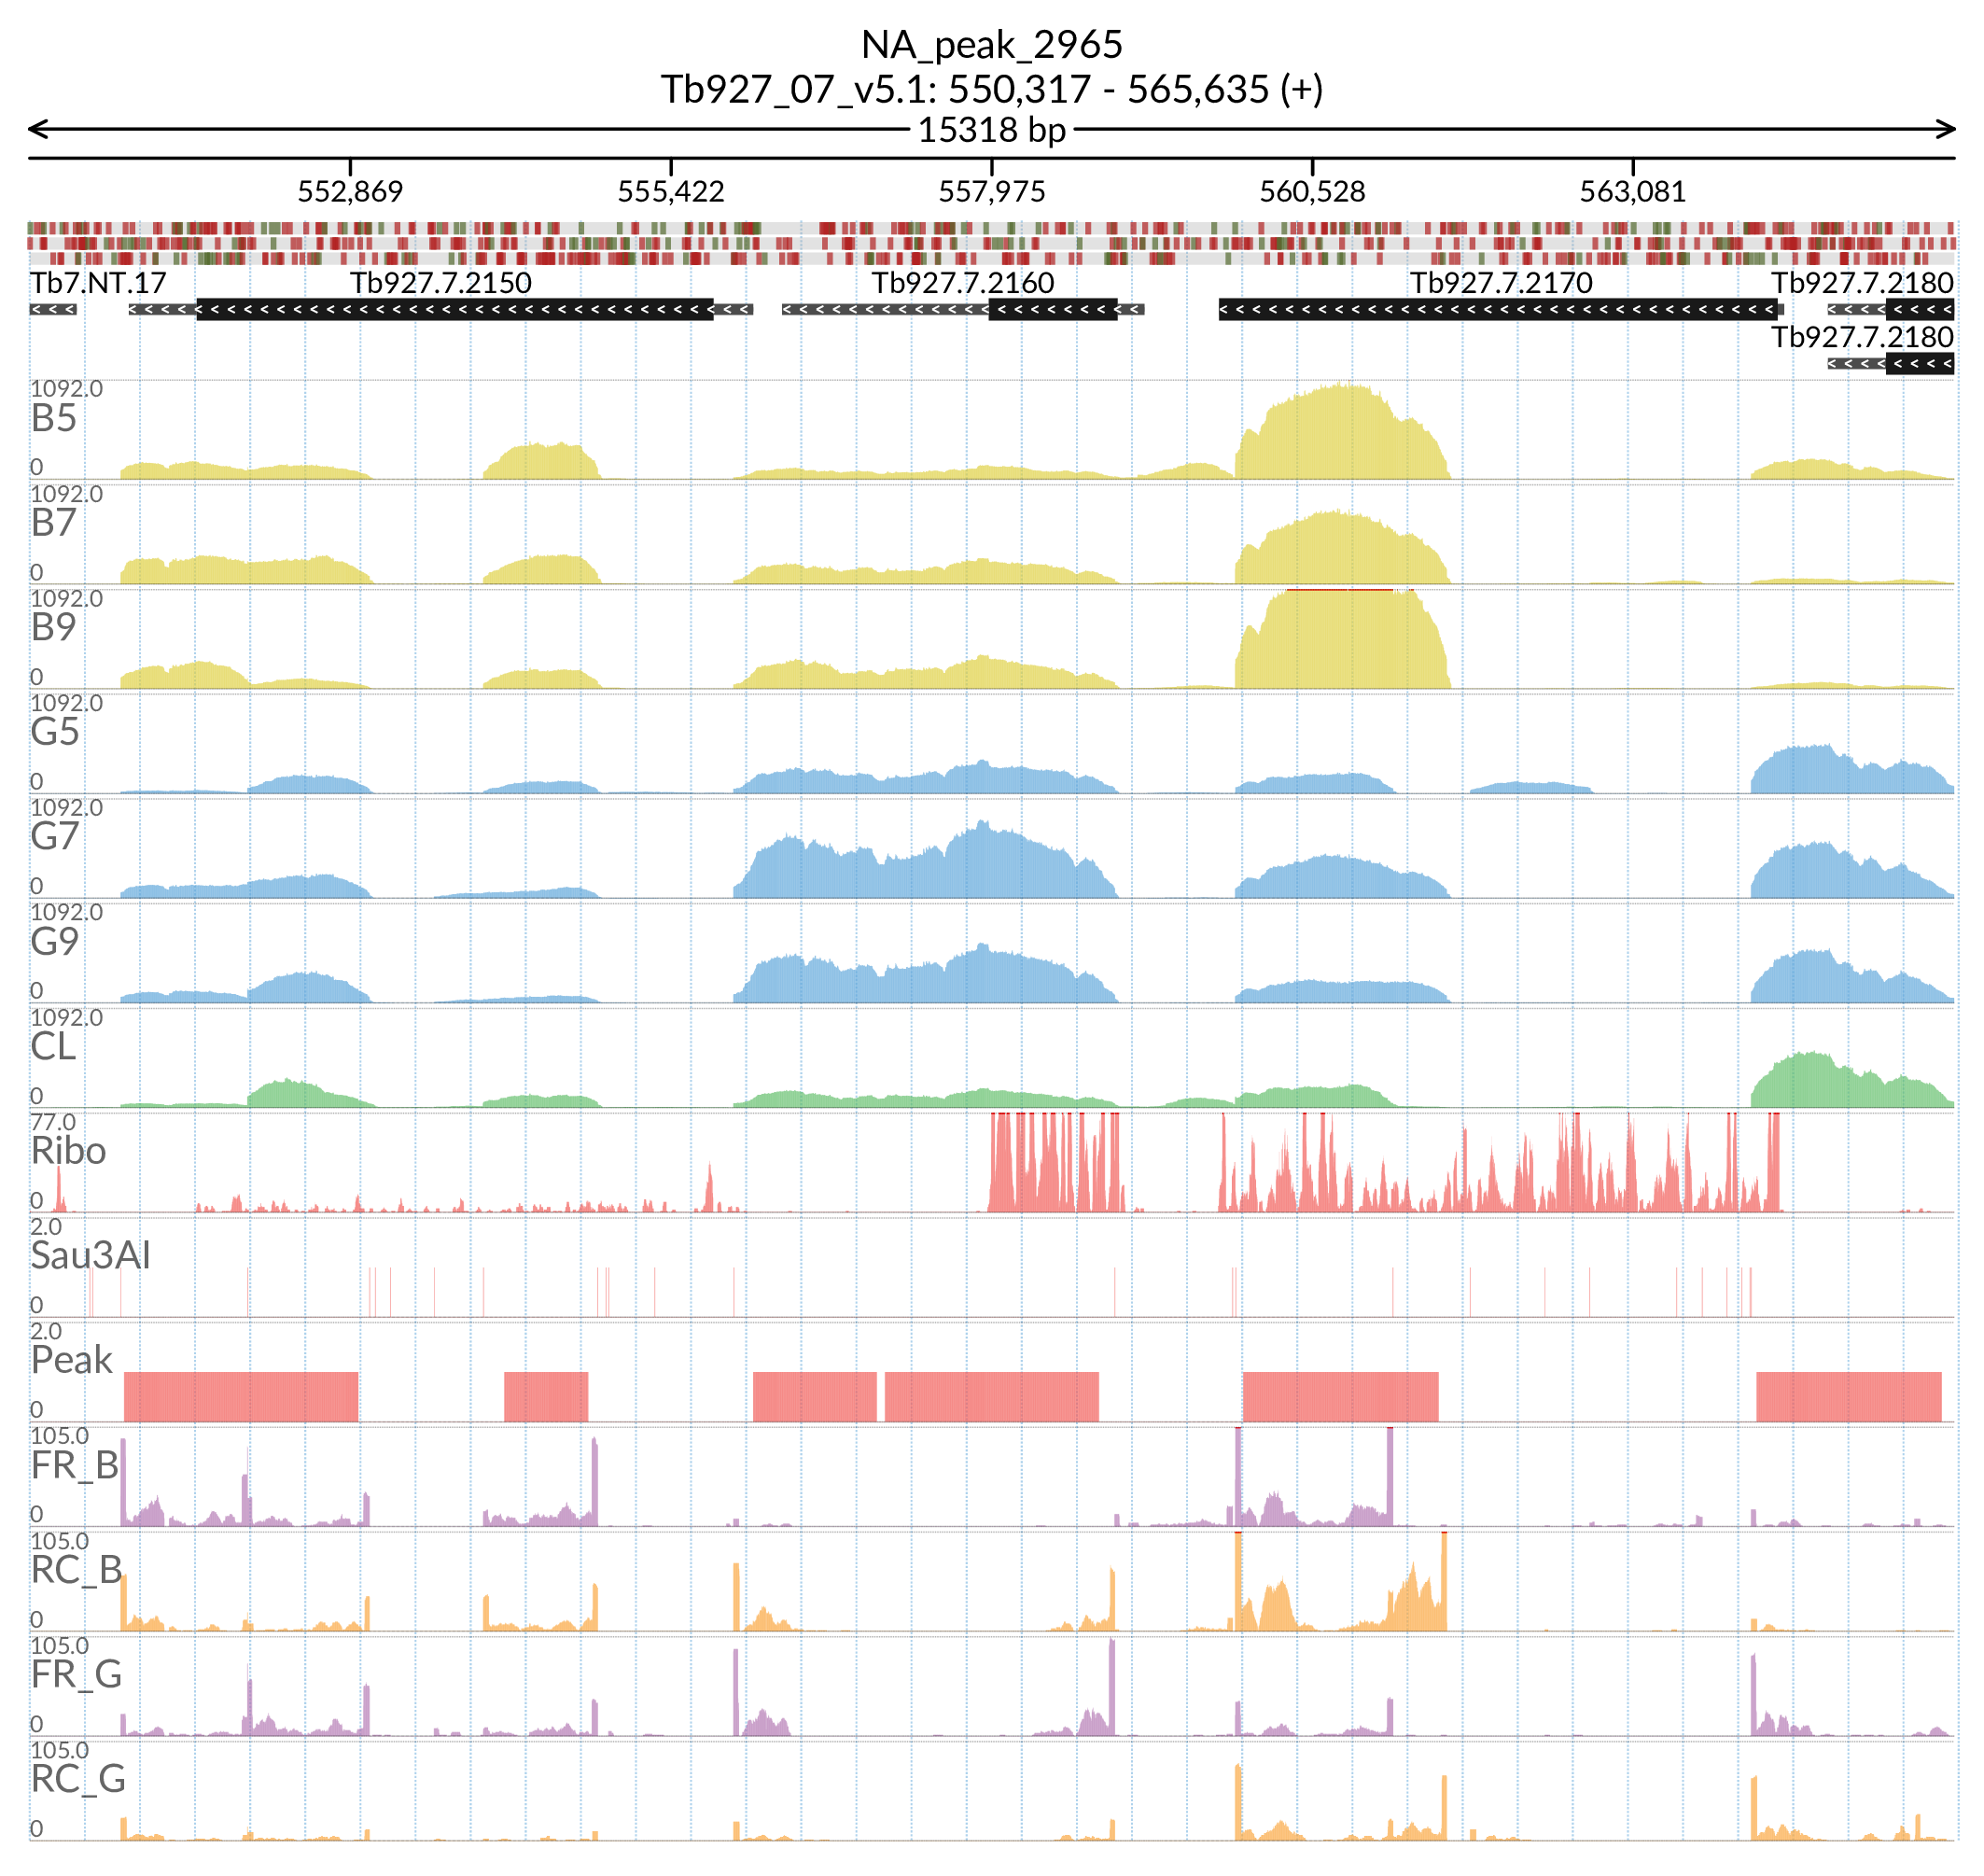 NA_peak_2965
Tb927_07_v5.1: 550,317 - 565,635 (+)
15318 bp
552,869 555,422 557,975 560,528 563,081
Tb7.NT.17 Tb927.7.2150 Tb927.7.2160 Tb927.7.2170 Tb927.7.2180
Tb927.7.2180
1092.0
B5
0
1092.0
B7
0
1092.0
B9
0
1092.0
G5
0
1092.0
G7
0
1092.0
G9
0
1092.0
CL
0
77.0
Ribo
0
2.0
Sau3AI
0
2.0
Peak
0
105.0
FR_B
0
105.0
RC_B
0
105.0
FR_G
0
105.0
RC_G
0